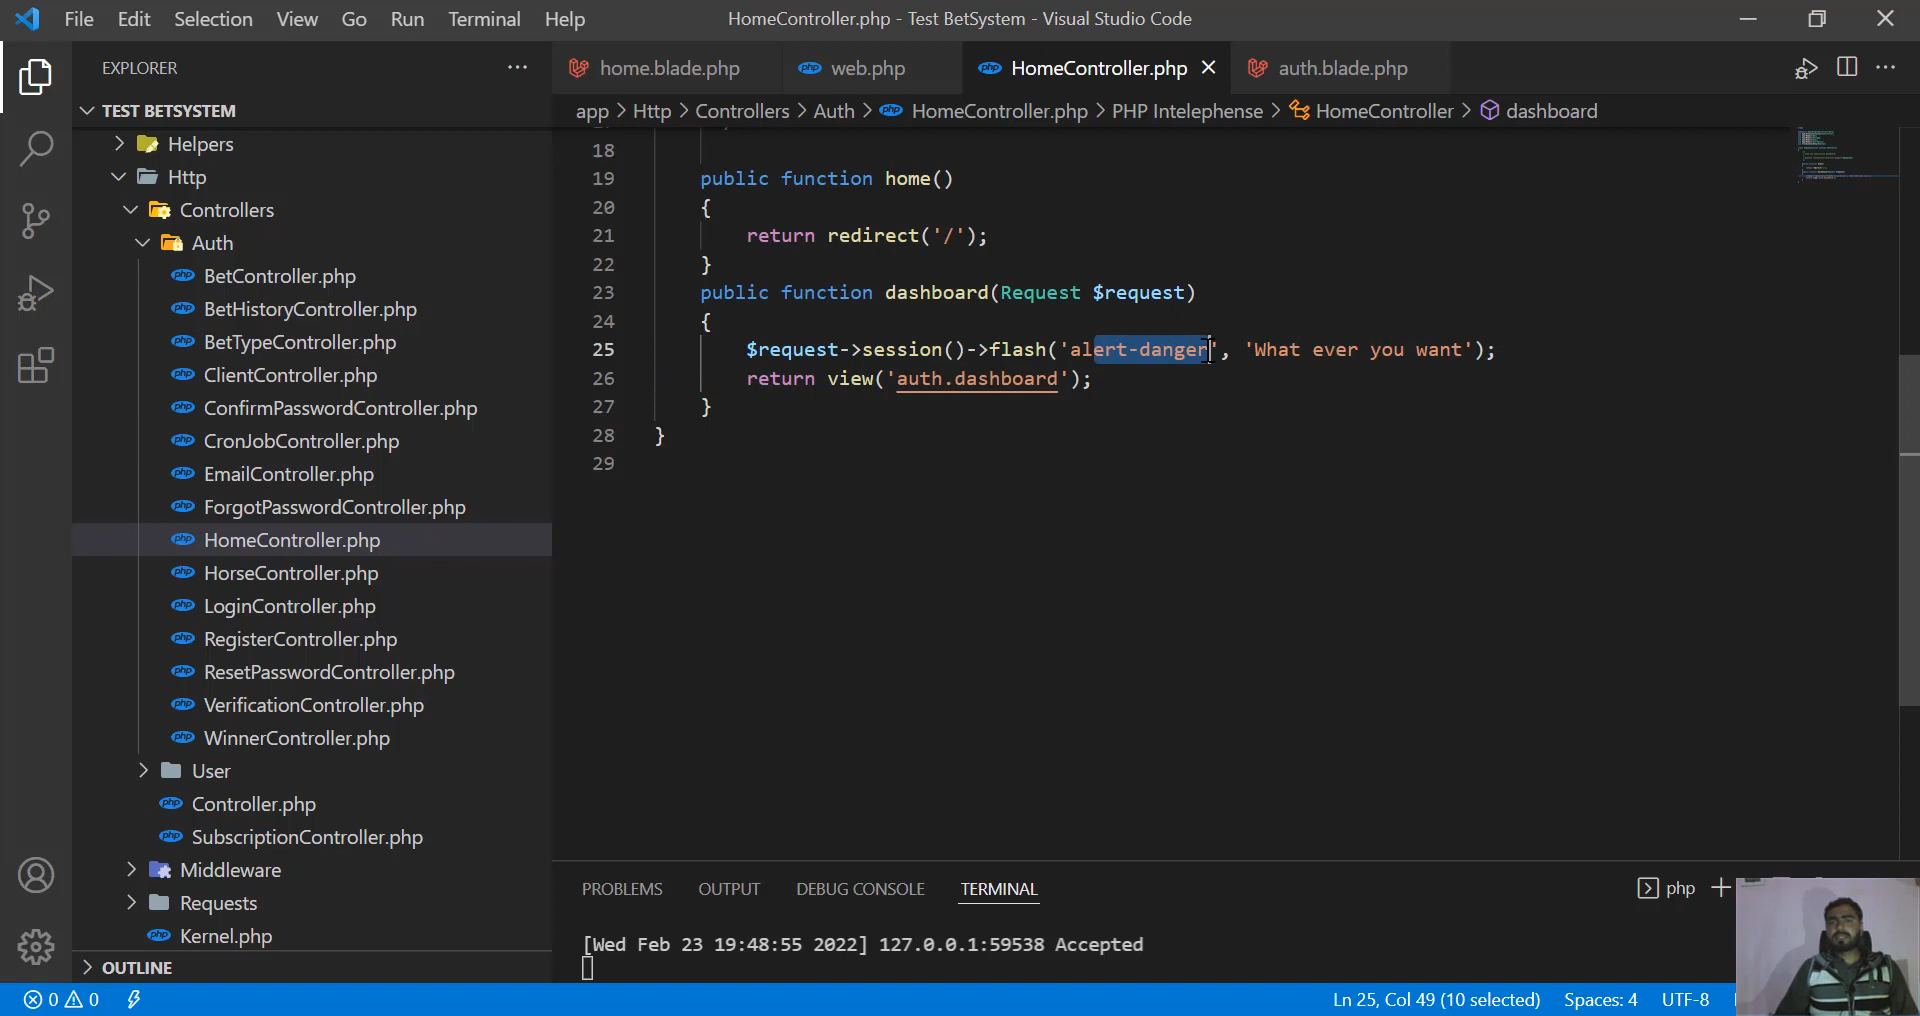 File Edit Selection View Go Run Terminal Help
HomeController.php - Test BetSystem - Visual Studio Code
EXPLORER
TEST BETSYSTEM
Helpers
Http
Controllers
Auth
BetController.php
BetHistoryController.php
BetTypeController.php
ClientController.php
ConfirmPasswordController.php
CronJobController.php
EmailController.php
ForgotPasswordController.php
HomeController.php
HorseController.php
LoginController.php
RegisterController.php
ResetPasswordController.php
VerificationController.php
WinnerController.php
User
Controller.php
SubscriptionController.php
Middleware
Requests
Kernel.php
OUTLINE
home.blade.php web.php HomeController.php auth.blade.php
app > Http > Controllers > Auth > HomeController.php > PHP Intelephense > HomeController > dashboard
18
19 public function home()
20 {
21 return redirect('/');
22 }
23 public function dashboard(Request $request)
24 {
25 $request->session()->flash('alert-danger', 'What ever you want');
26 return view('auth.dashboard');
27 }
28 }
29
PROBLEMS OUTPUT DEBUG CONSOLE TERMINAL
php
[Wed Feb 23 19:48:55 2022] 127.0.0.1:59538 Accepted
0 0
Ln 25, Col 49 (10 selected) Spaces: 4 UTF-8